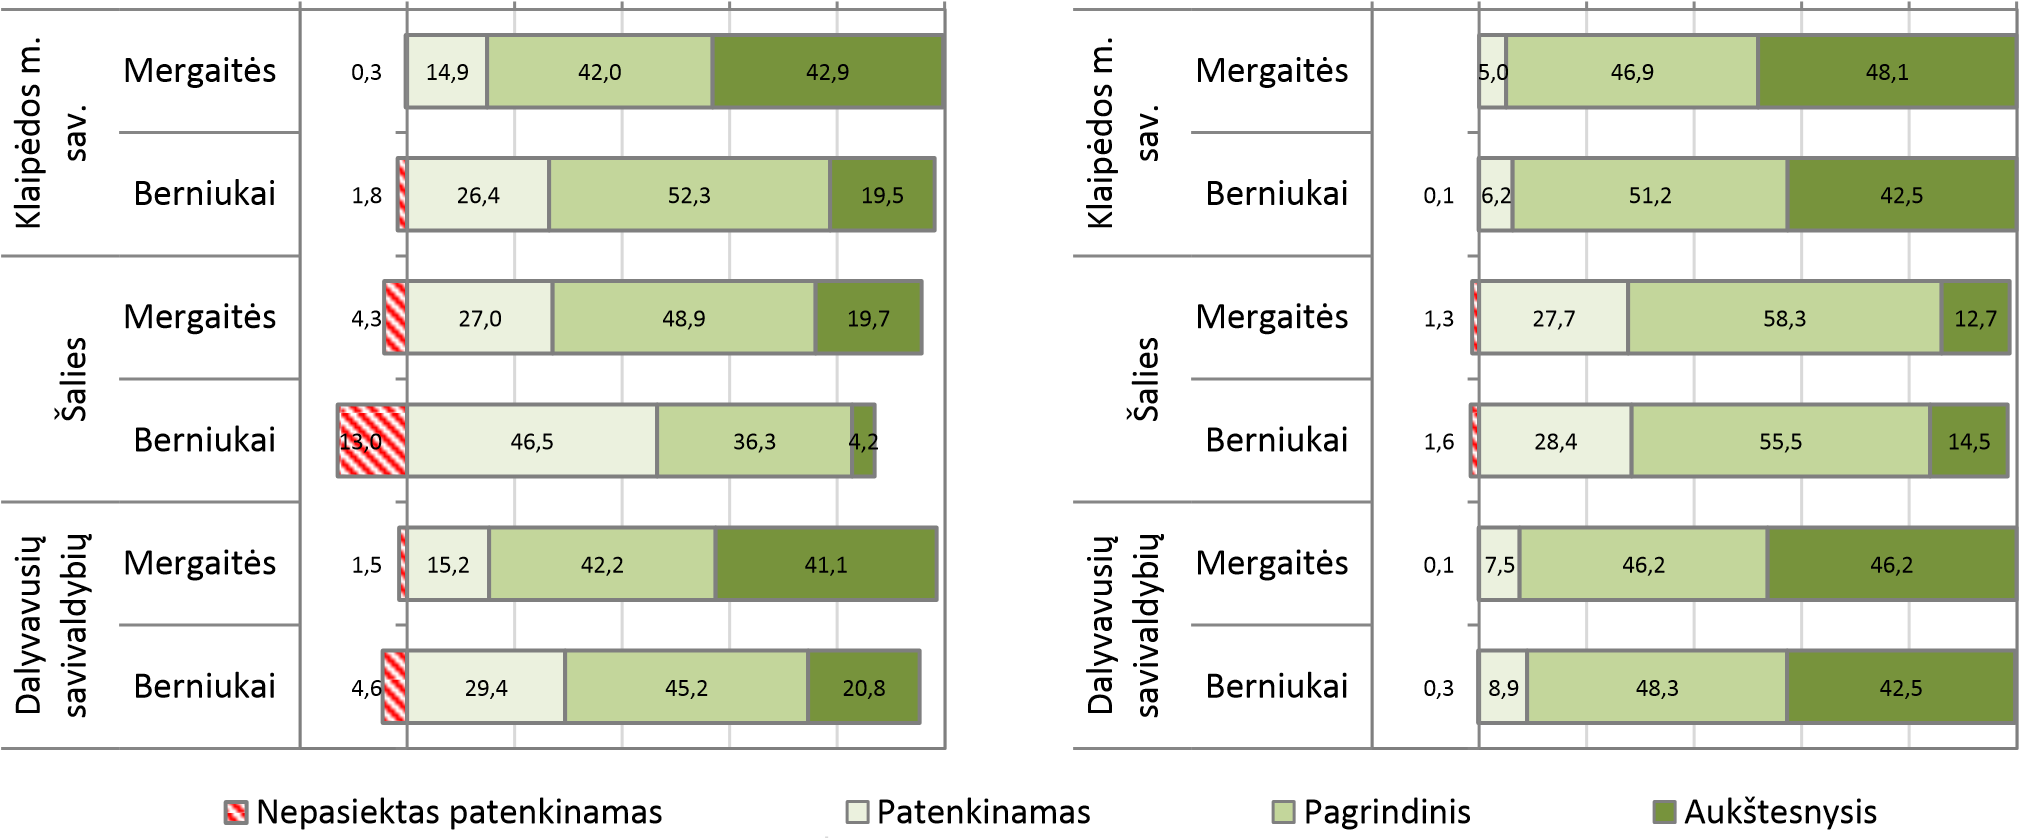 Klaipėdos m.
sav.
Mergaitės
0,3
14,9
42,0
42,9
Berniukai
1,8
26,4
52,3
19,5
Šalies
Mergaitės
4,3
27,0
48,9
19,7
Berniukai
13,0
46,5
36,3
4,2
Dalyvavusių
savivaldybių
Mergaitės
1,5
15,2
42,2
41,1
Berniukai
4,6
29,4
45,2
20,8
Klaipėdos m.
sav.
Mergaitės
5,0
46,9
48,1
Berniukai
0,1
6,2
51,2
42,5
Šalies
Mergaitės
1,3
27,7
58,3
12,7
Berniukai
1,6
28,4
55,5
14,5
Dalyvavusių
savivaldybių
Mergaitės
0,1
7,5
46,2
46,2
Berniukai
0,3
8,9
48,3
42,5
Nepasiektas patenkinamas
Patenkinamas
Pagrindinis
Aukštesnysis